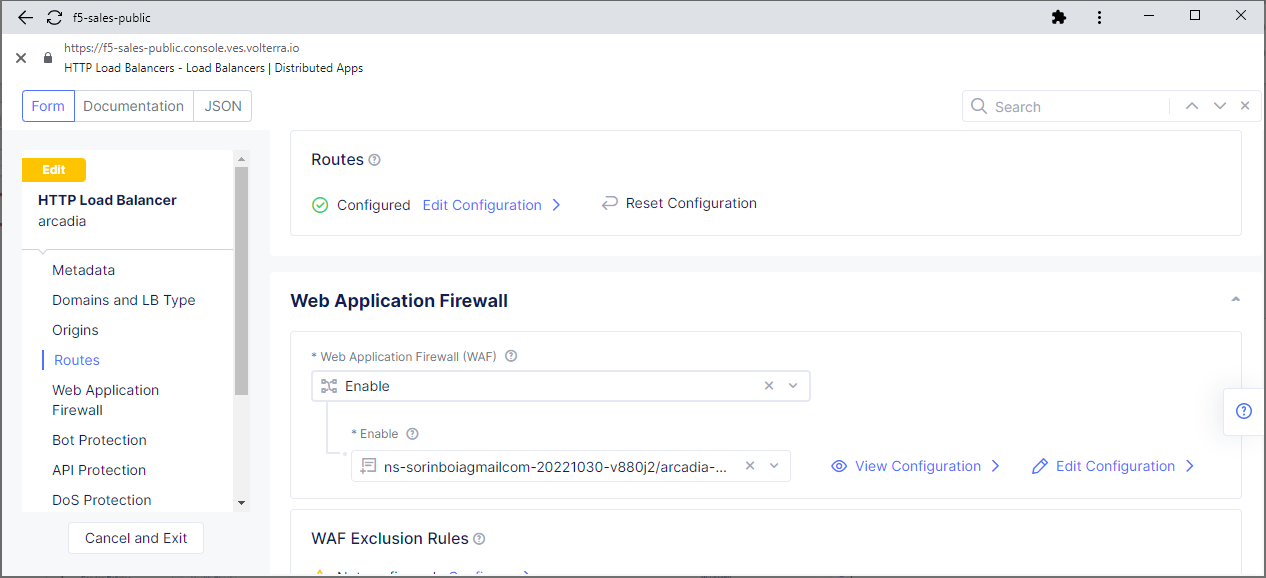 f5-sales-public
https://f5-sales-public.console.ves.volterra.io
HTTP Load Balancers - Load Balancers | Distributed Apps
Form Documentation JSON
Search
Edit
HTTP Load Balancer
arcadia
Metadata
Domains and LB Type
Origins
Routes
Web Application
Firewall
Bot Protection
API Protection
DoS Protection
Cancel and Exit
Routes
Configured Edit Configuration Reset Configuration
Web Application Firewall
* Web Application Firewall (WAF)
Enable
* Enable
ns-sorinboiagmailcom-20221030-v880j2/arcadia-...
View Configuration Edit Configuration
WAF Exclusion Rules